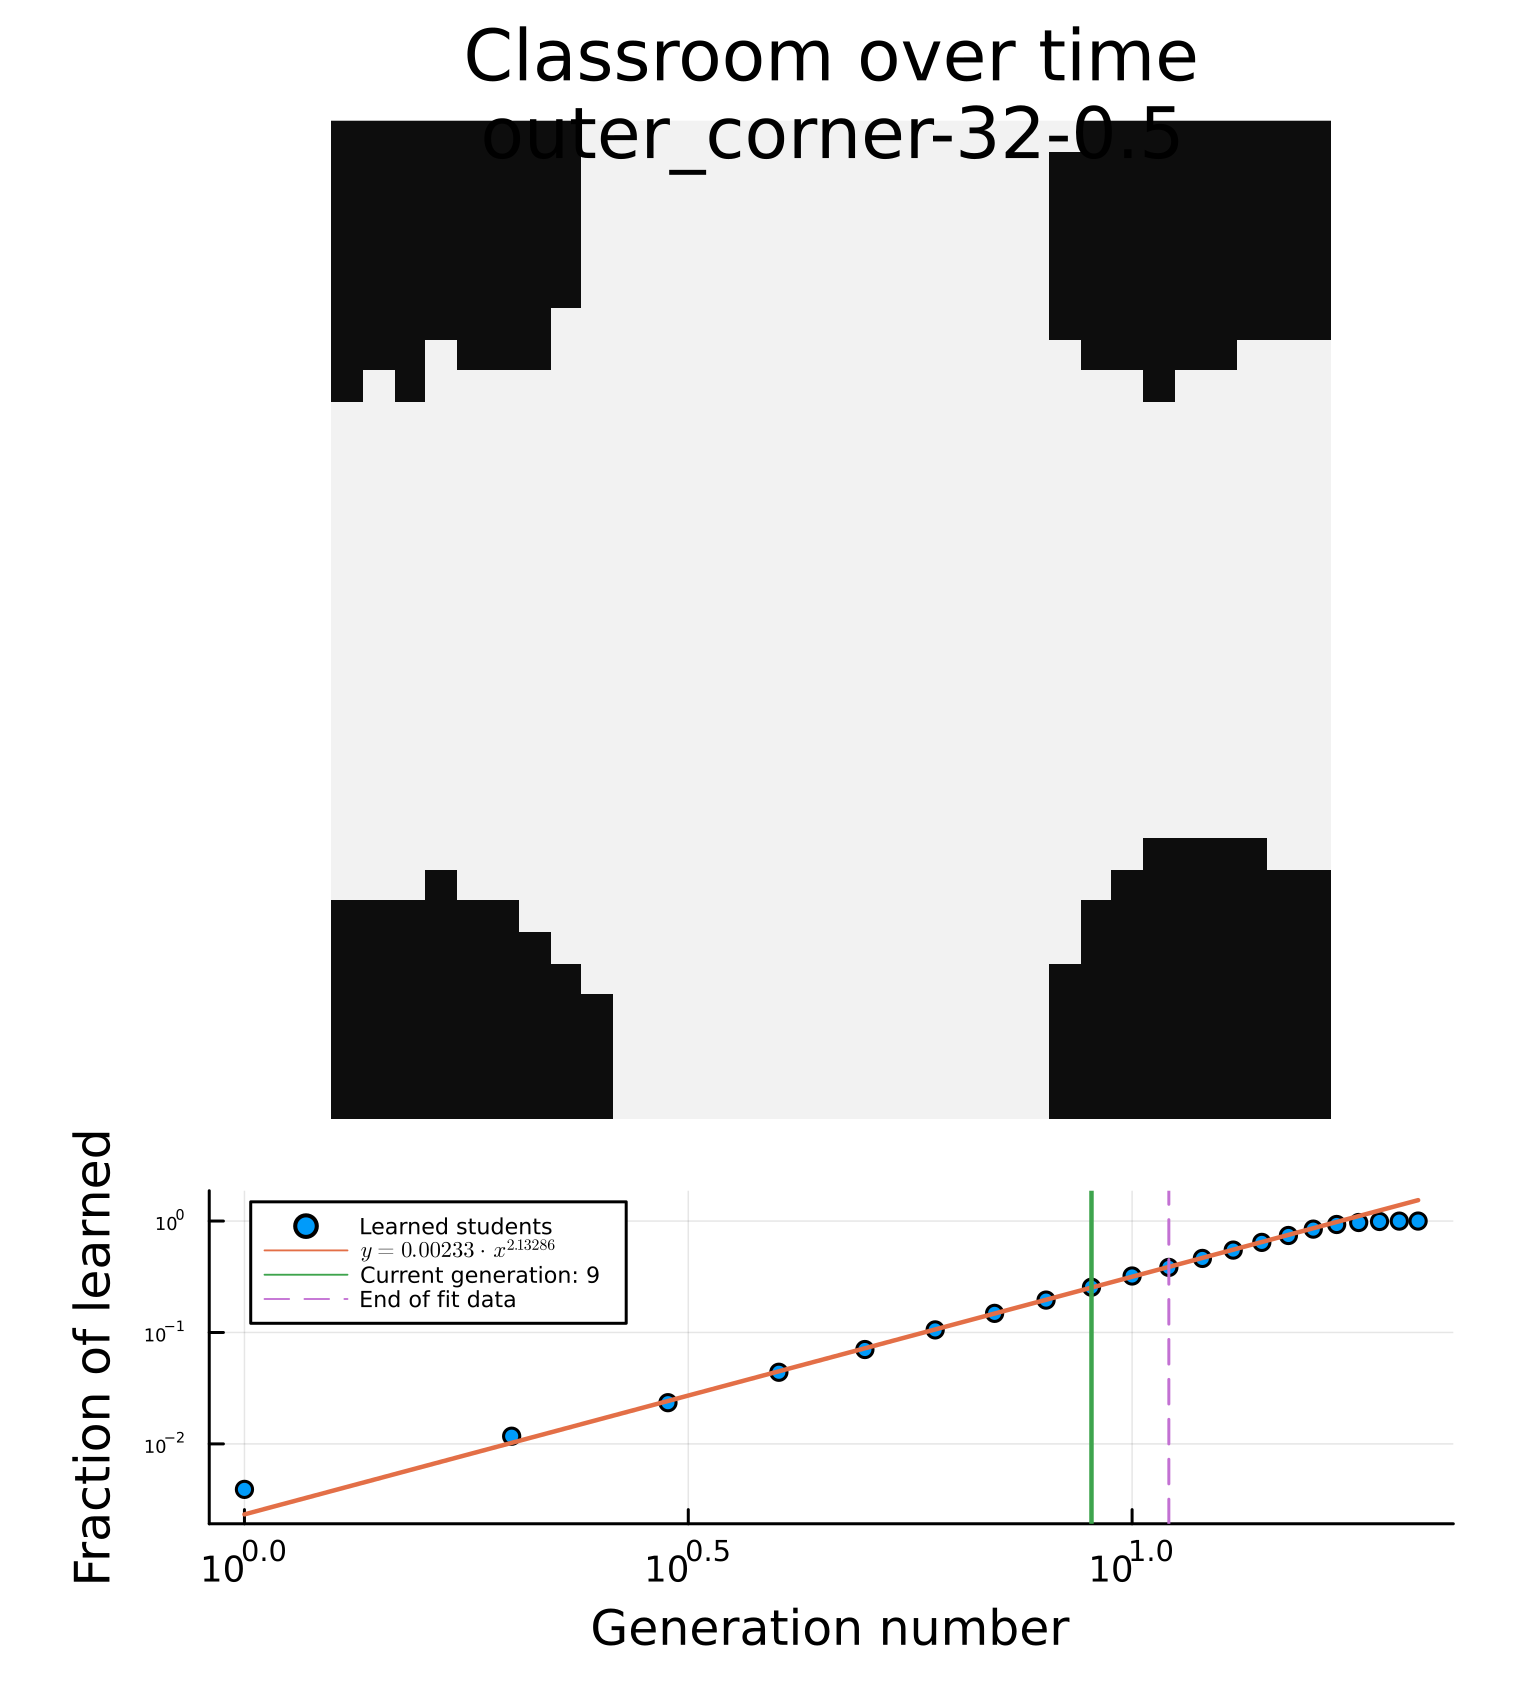 Classroom over time
outer_corner-32-0.5
Fraction of learned
10^0
10^−1
10^−2
Learned students
y = 0.00233 · x^2.13286
Current generation: 9
End of fit data
10^0.0 10^0.5 10^1.0
Generation number